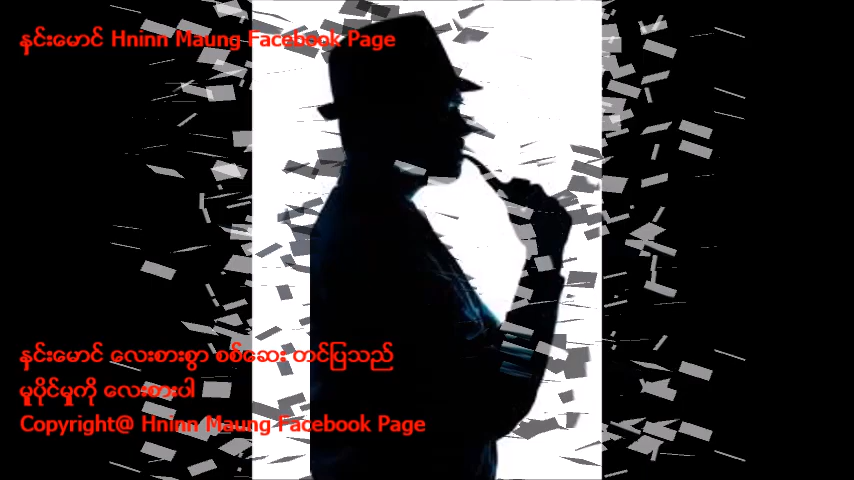 နှင်းမောင် Hninn Maung Facebook Page
နှင်းမောင် လေးစားစွာ စစ်ဆေး တင်ပြသည်
မူပိုင်မှုကို လေးစားပါ
Copyright@ Hninn Maung Facebook Page